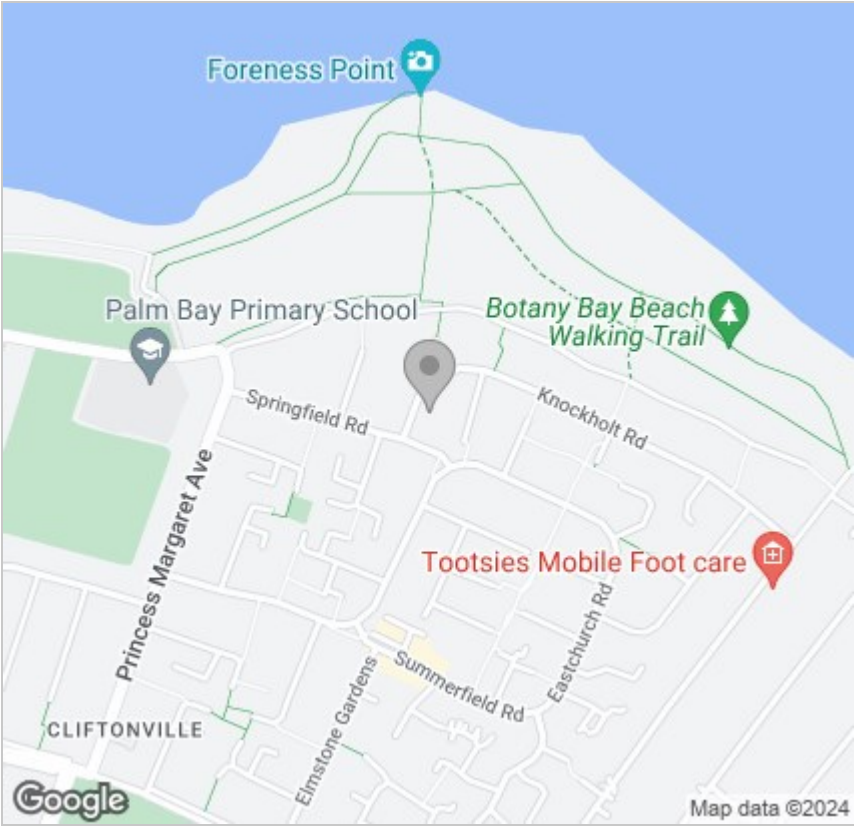 Foreness Point
Palm Bay Primary School
Botany Bay Beach
Walking Trail
Springfield Rd
Knockholt Rd
Princess Margaret Ave
Tootsies Mobile Foot care
Eastchurch Rd
Summerfield Rd
Elmstone Gardens
CLIFTONVILLE
Google
Map data ©2024